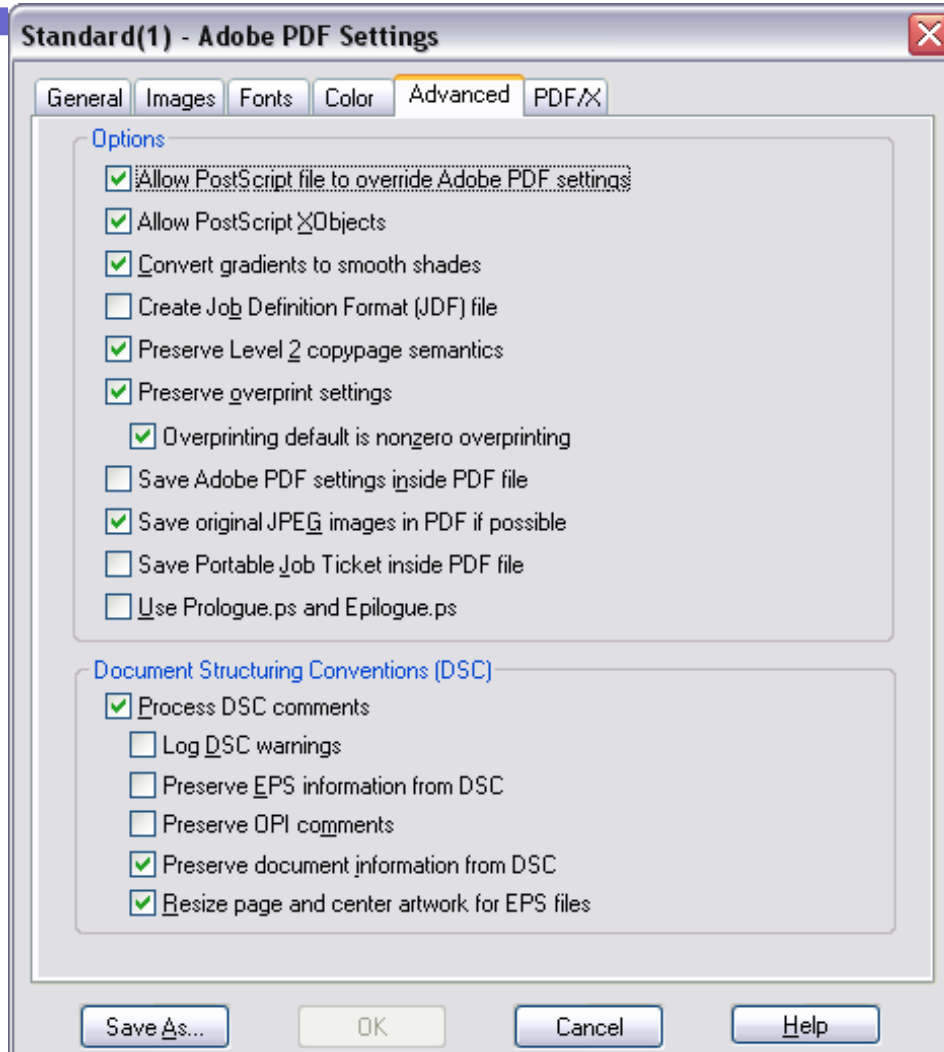 Standard(1) - Adobe PDF Settings
General Images Fonts Color Advanced PDF/X
Options
Allow PostScript file to override Adobe PDF settings
Allow PostScript XObjects
Convert gradients to smooth shades
Create Job Definition Format (JDF) file
Preserve Level 2 copypage semantics
Preserve overprint settings
Overprinting default is nonzero overprinting
Save Adobe PDF settings inside PDF file
Save original JPEG images in PDF if possible
Save Portable Job Ticket inside PDF file
Use Prologue.ps and Epilogue.ps
Document Structuring Conventions (DSC)
Process DSC comments
Log DSC warnings
Preserve EPS information from DSC
Preserve OPI comments
Preserve document information from DSC
Resize page and center artwork for EPS files
Save As... OK Cancel Help